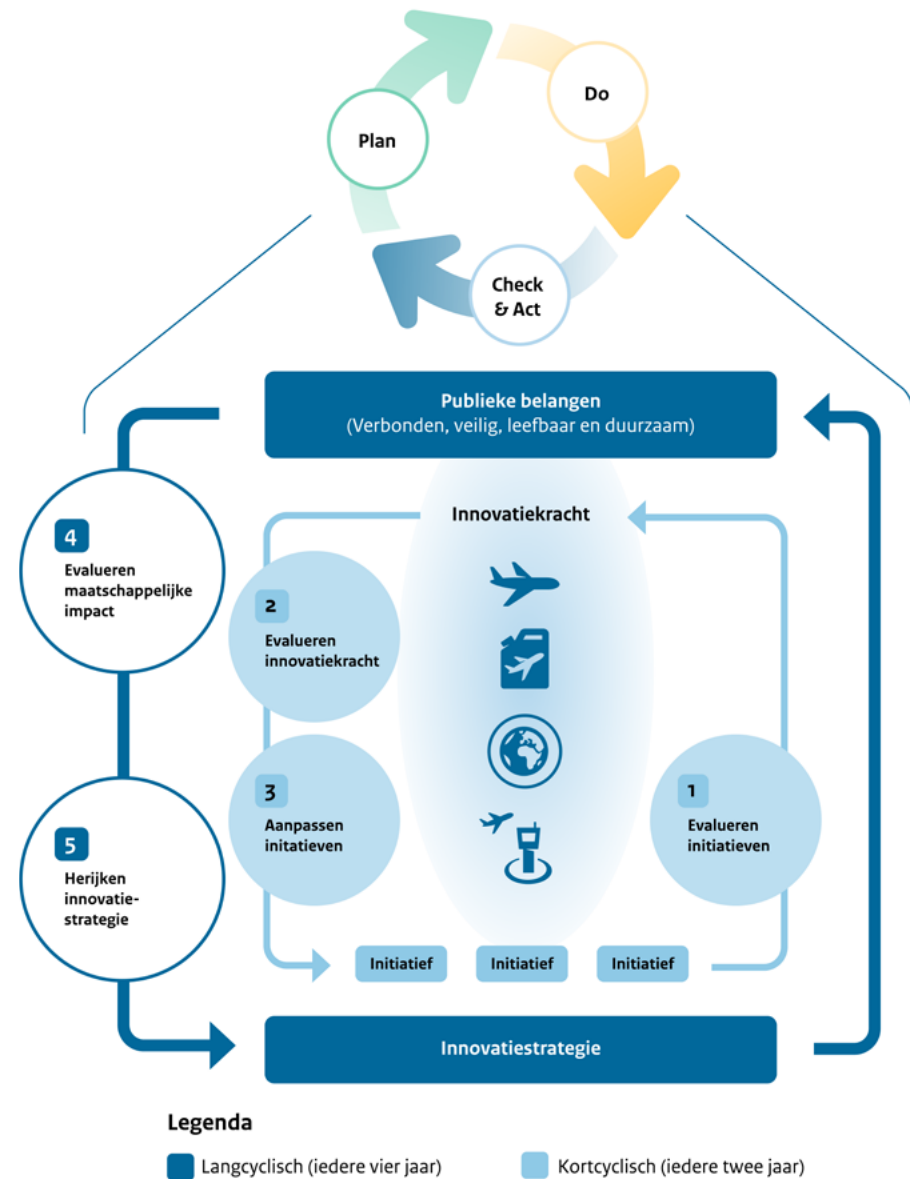 Plan
Do
Check
& Act
Publieke belangen
(Verbonden, veilig, leefbaar en duurzaam)
Innovatiekracht
4
Evalueren
maatschappelijke
impact
2
Evalueren
innovatiekracht
3
Aanpassen
initatieven
1
Evalueren
initiatieven
5
Herijken
innovatie-
strategie
Initiatief
Initiatief
Initiatief
Innovatiestrategie
Legenda
Langcyclisch (iedere vier jaar)
Kortcyclisch (iedere twee jaar)